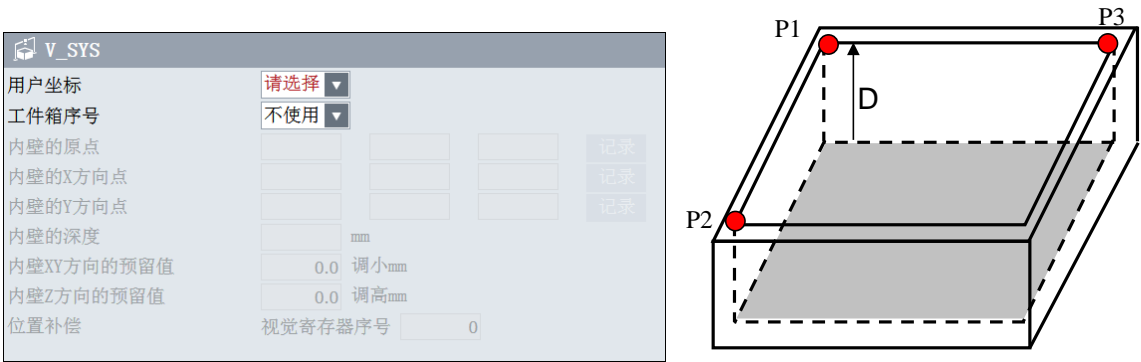 V_SYS
用户坐标 请选择
工件箱序号 不使用
内壁的原点 记录
内壁的X方向点 记录
内壁的Y方向点 记录
内壁的深度 mm
内壁XY方向的预留值 0.0 调小mm
内壁Z方向的预留值 0.0 调高mm
位置补偿 视觉寄存器序号 0
P1
P3
D
P2